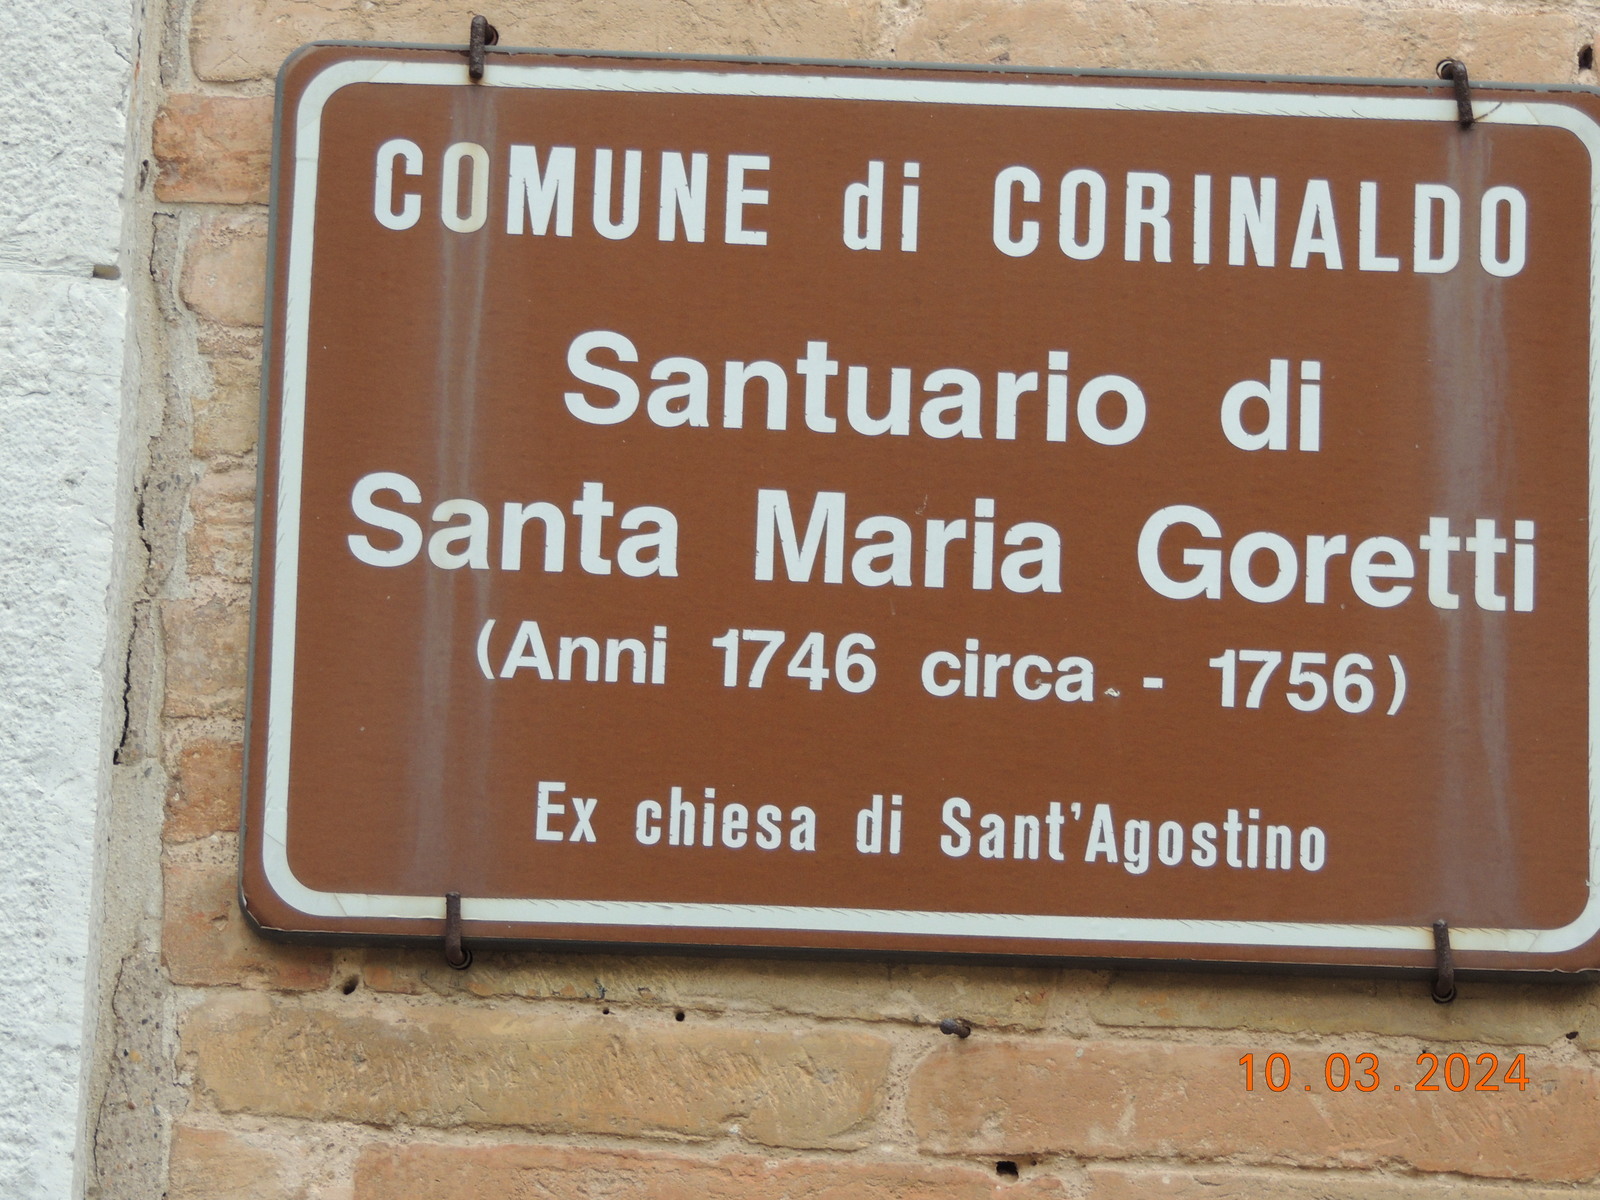 COMUNE di CORINALDO
Santuario di
Santa Maria Goretti
(Anni 1746 circa - 1756)
Ex chiesa di Sant'Agostino
10.03.2024